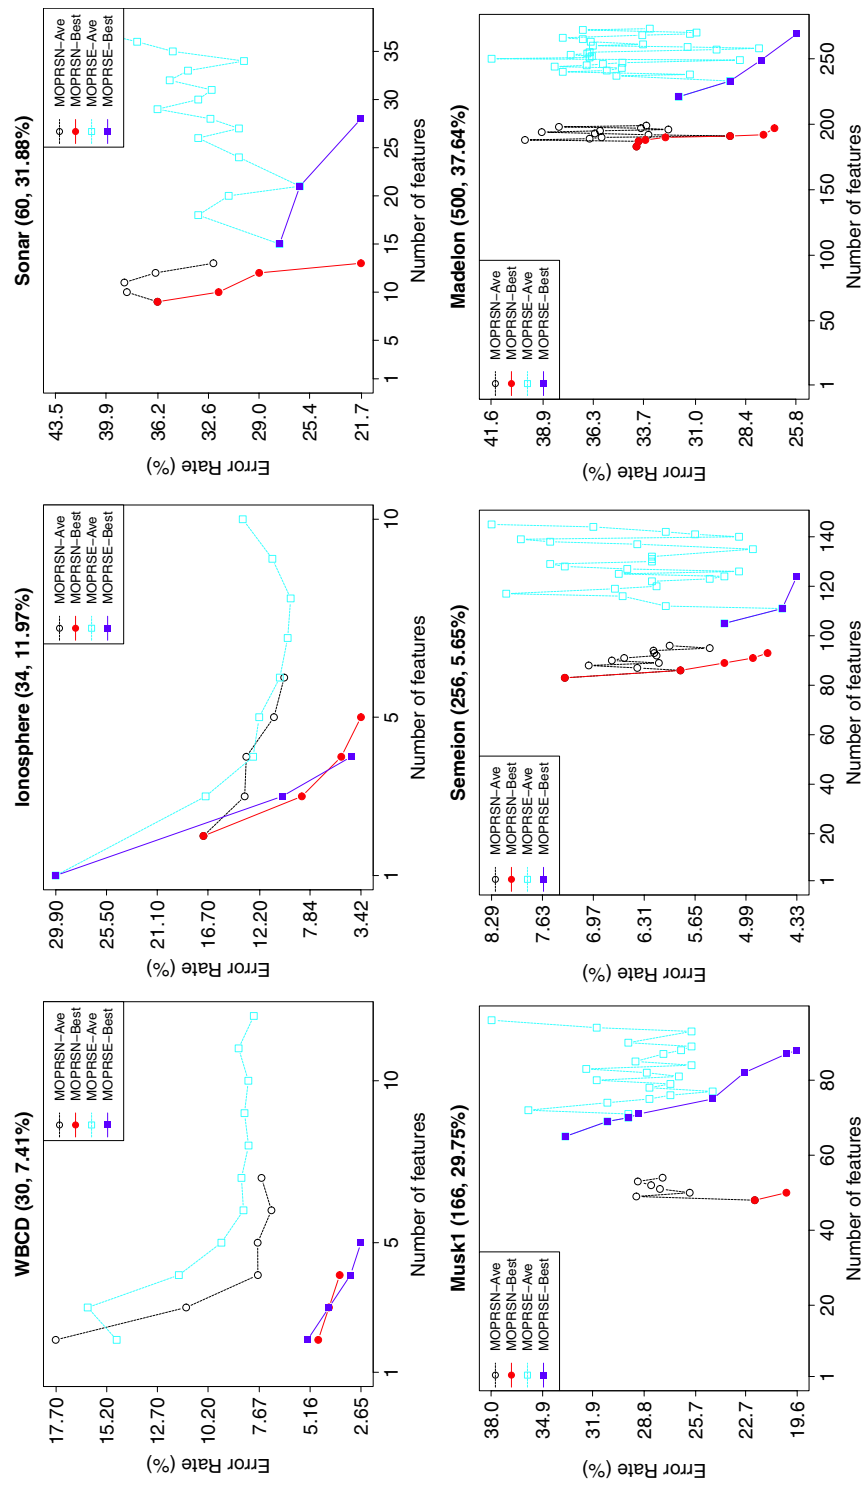 WBCD (30, 7.41%)
MOPRSN−Ave
MOPRSN−Best
MOPRSE−Ave
MOPRSE−Best
Error Rate (%)
17.70
15.20
12.70
10.20
7.67
5.16
2.65
1
5
10
Number of features
Ionosphere (34, 11.97%)
MOPRSN−Ave
MOPRSN−Best
MOPRSE−Ave
MOPRSE−Best
Error Rate (%)
29.90
25.50
21.10
16.70
12.20
7.84
3.42
1
5
10
Number of features
Sonar (60, 31.88%)
MOPRSN−Ave
MOPRSN−Best
MOPRSE−Ave
MOPRSE−Best
Error Rate (%)
43.5
39.9
36.2
32.6
29.0
25.4
21.7
1
5
10
15
20
25
30
35
Number of features
Musk1 (166, 29.75%)
MOPRSN−Ave
MOPRSN−Best
MOPRSE−Ave
MOPRSE−Best
Error Rate (%)
38.0
34.9
31.9
28.8
25.7
22.7
19.6
1
20
40
60
80
Number of features
Semeion (256, 5.65%)
MOPRSN−Ave
MOPRSN−Best
MOPRSE−Ave
MOPRSE−Best
Error Rate (%)
8.29
7.63
6.97
6.31
5.65
4.99
4.33
1
20
40
60
80
100
120
140
Number of features
Madelon (500, 37.64%)
MOPRSN−Ave
MOPRSN−Best
MOPRSE−Ave
MOPRSE−Best
Error Rate (%)
41.6
38.9
36.3
33.7
31.0
28.4
25.8
1
50
100
150
200
250
Number of features